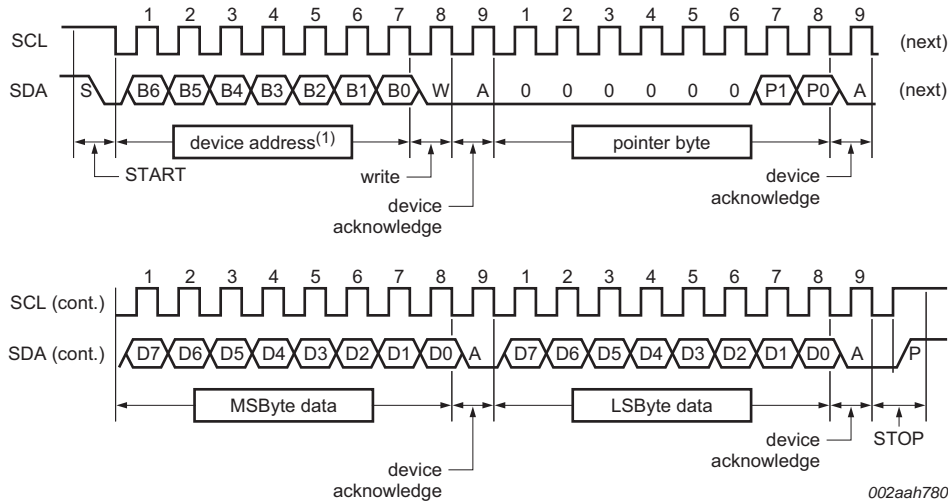 1 2 3 4 5 6 7 8 9 1 2 3 4 5 6 7 8 9
SCL (next)
SDA S B6 B5 B4 B3 B2 B1 B0 W A 0 0 0 0 0 0 P1 P0 A (next)
device address(1) pointer byte
START write device acknowledge device acknowledge
1 2 3 4 5 6 7 8 9 1 2 3 4 5 6 7 8 9
SCL (cont.)
SDA (cont.) D7 D6 D5 D4 D3 D2 D1 D0 A D7 D6 D5 D4 D3 D2 D1 D0 A P
MSByte data LSByte data
device acknowledge device acknowledge STOP
002aah780